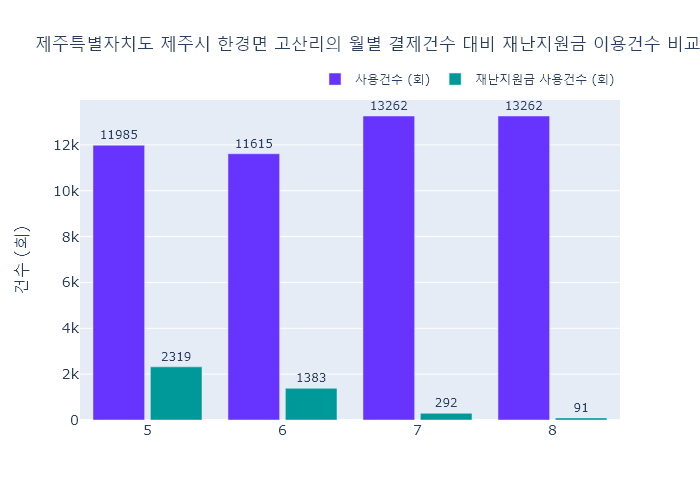 제주특별자치도 제주시 한경면 고산리의 월별 결제건수 대비 재난지원금 이용건수 비교
사용건수 (회) 재난지원금 사용건수 (회)
건수 (회)
12k
10k
8k
6k
4k
2k
0
11985 11615 13262 13262
2319 1383 292 91
5 6 7 8